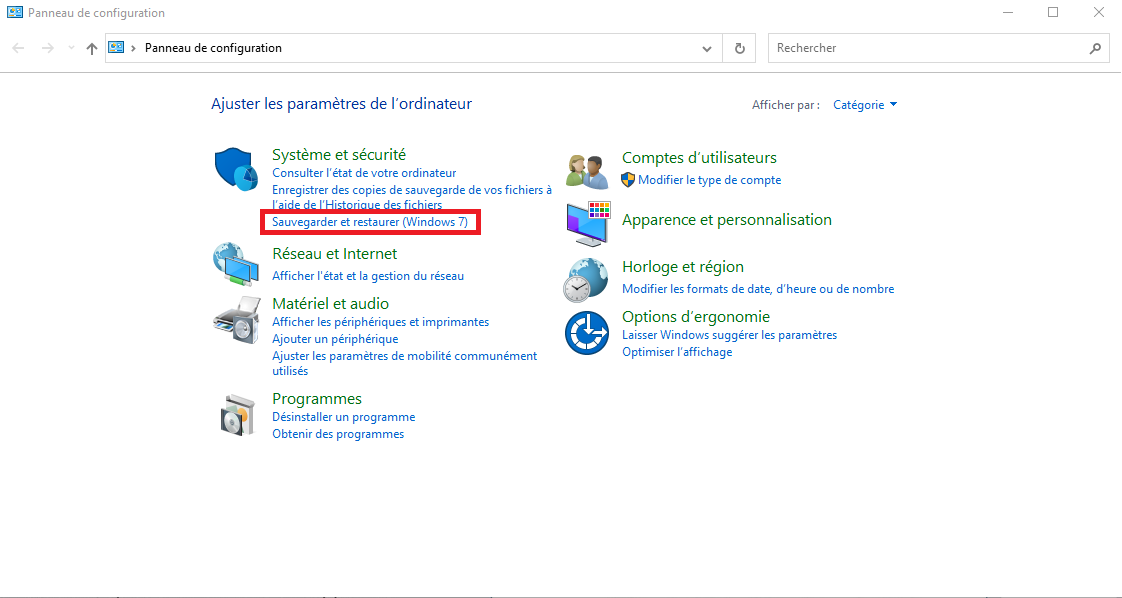 Panneau de configuration
Panneau de configuration
Rechercher
Ajuster les paramètres de l’ordinateur
Afficher par :
Catégorie
Système et sécurité
Consulter l’état de votre ordinateur
Enregistrer des copies de sauvegarde de vos fichiers à
l’aide de l’Historique des fichiers
Sauvegarder et restaurer (Windows 7)
Réseau et Internet
Afficher l’état et la gestion du réseau
Matériel et audio
Afficher les périphériques et imprimantes
Ajouter un périphérique
Ajuster les paramètres de mobilité communément
utilisés
Programmes
Désinstaller un programme
Obtenir des programmes
Comptes d’utilisateurs
Modifier le type de compte
Apparence et personnalisation
Horloge et région
Modifier les formats de date, d’heure ou de nombre
Options d’ergonomie
Laisser Windows suggérer les paramètres
Optimiser l’affichage